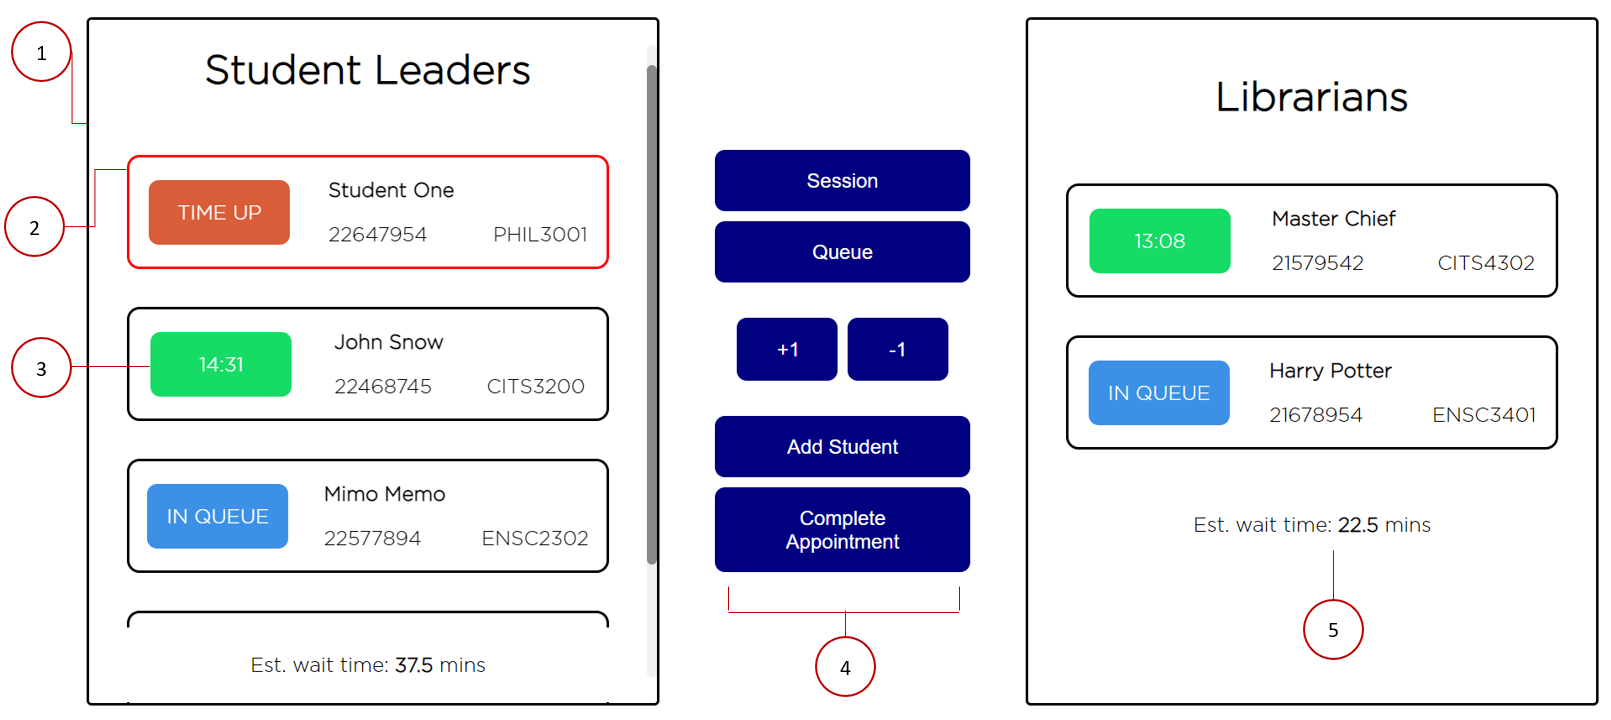 1
Student Leaders
2
TIME UP
Student One
22647954 PHIL3001
3
14:31
John Snow
22468745 CITS3200
IN QUEUE
Mimo Memo
22577894 ENSC2302
Est. wait time: 37.5 mins
Session
Queue
+1 -1
Add Student
Complete
Appointment
4
Librarians
13:08
Master Chief
21579542 CITS4302
IN QUEUE
Harry Potter
21678954 ENSC3401
Est. wait time: 22.5 mins
5